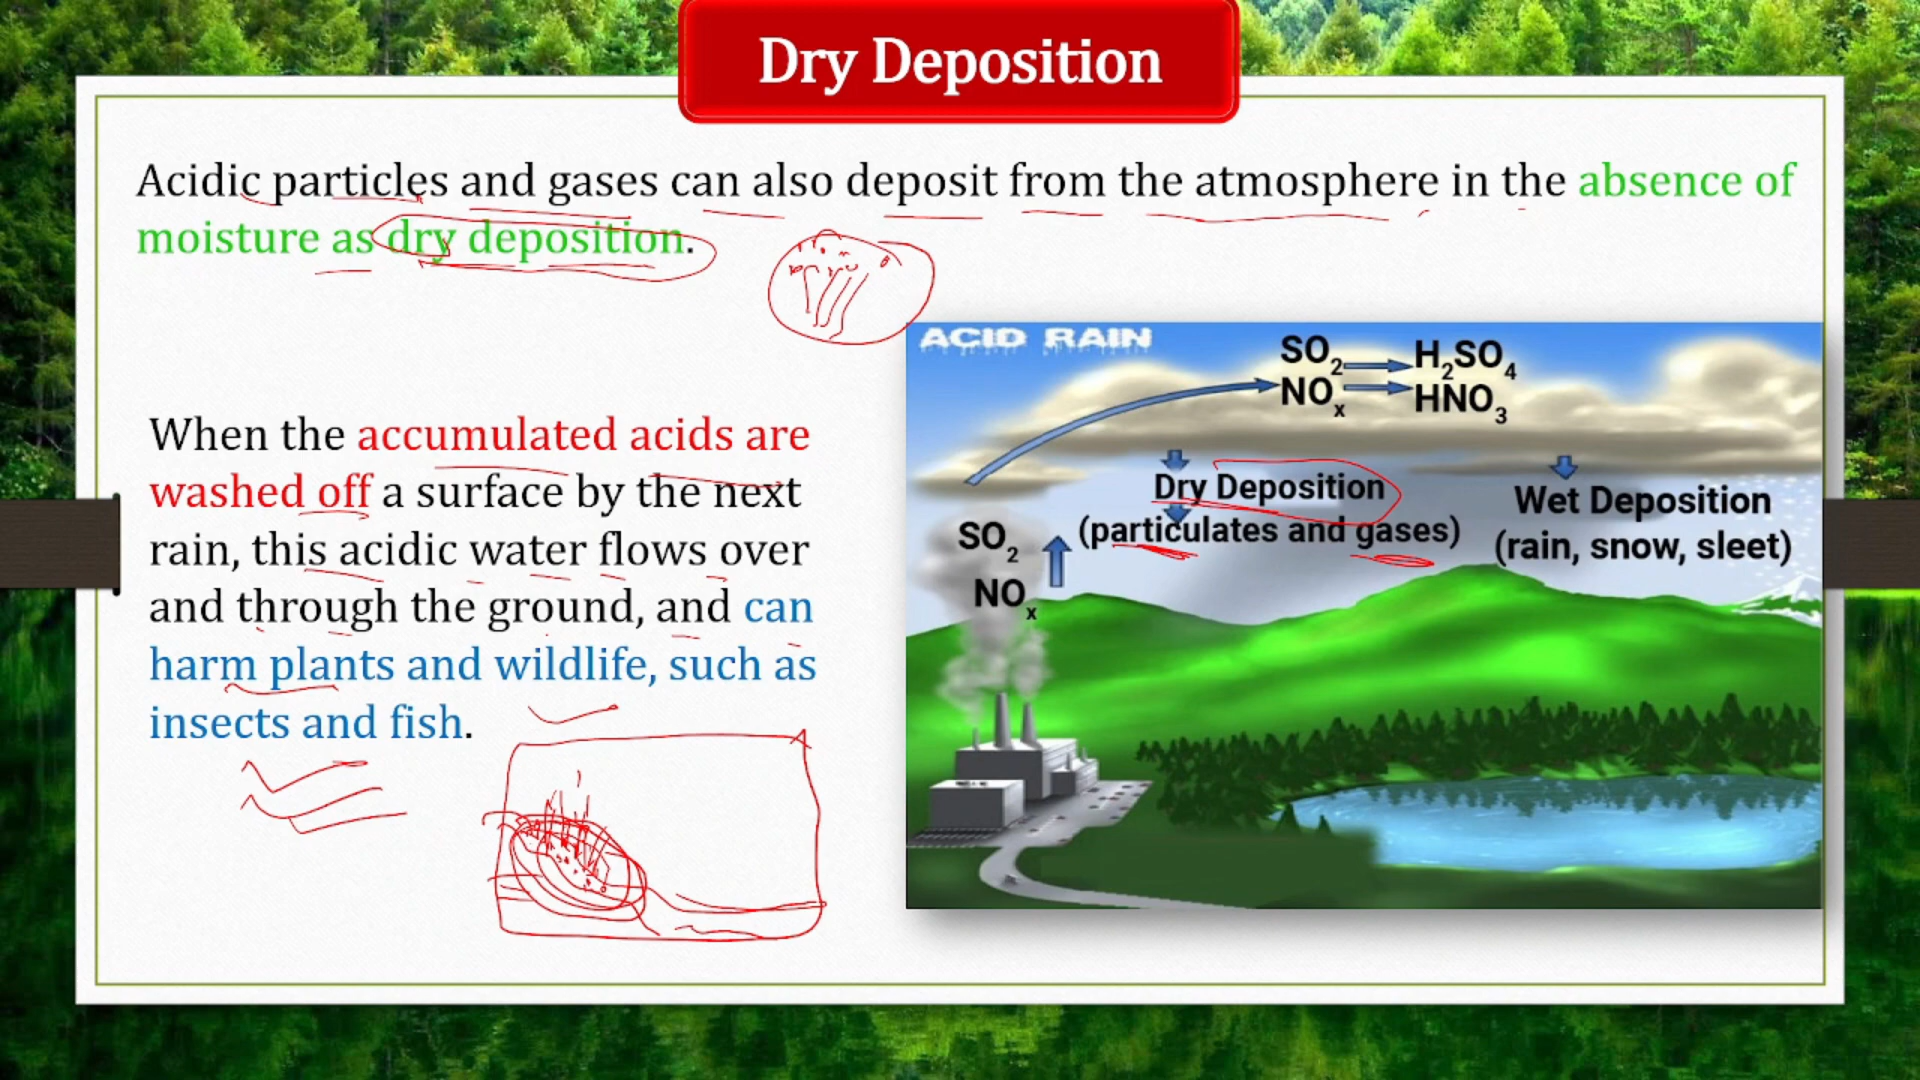 Dry Deposition
Acidic particles and gases can also deposit from the atmosphere in the absence of
moisture as dry deposition.
When the accumulated acids are
washed off a surface by the next
rain, this acidic water flows over
and through the ground, and can
harm plants and wildlife, such as
insects and fish.
ACID RAIN
SO₂ → H₂SO₄
NOₓ → HNO₃
Dry Deposition
(particulates and gases)
Wet Deposition
(rain, snow, sleet)
SO₂
NOₓ